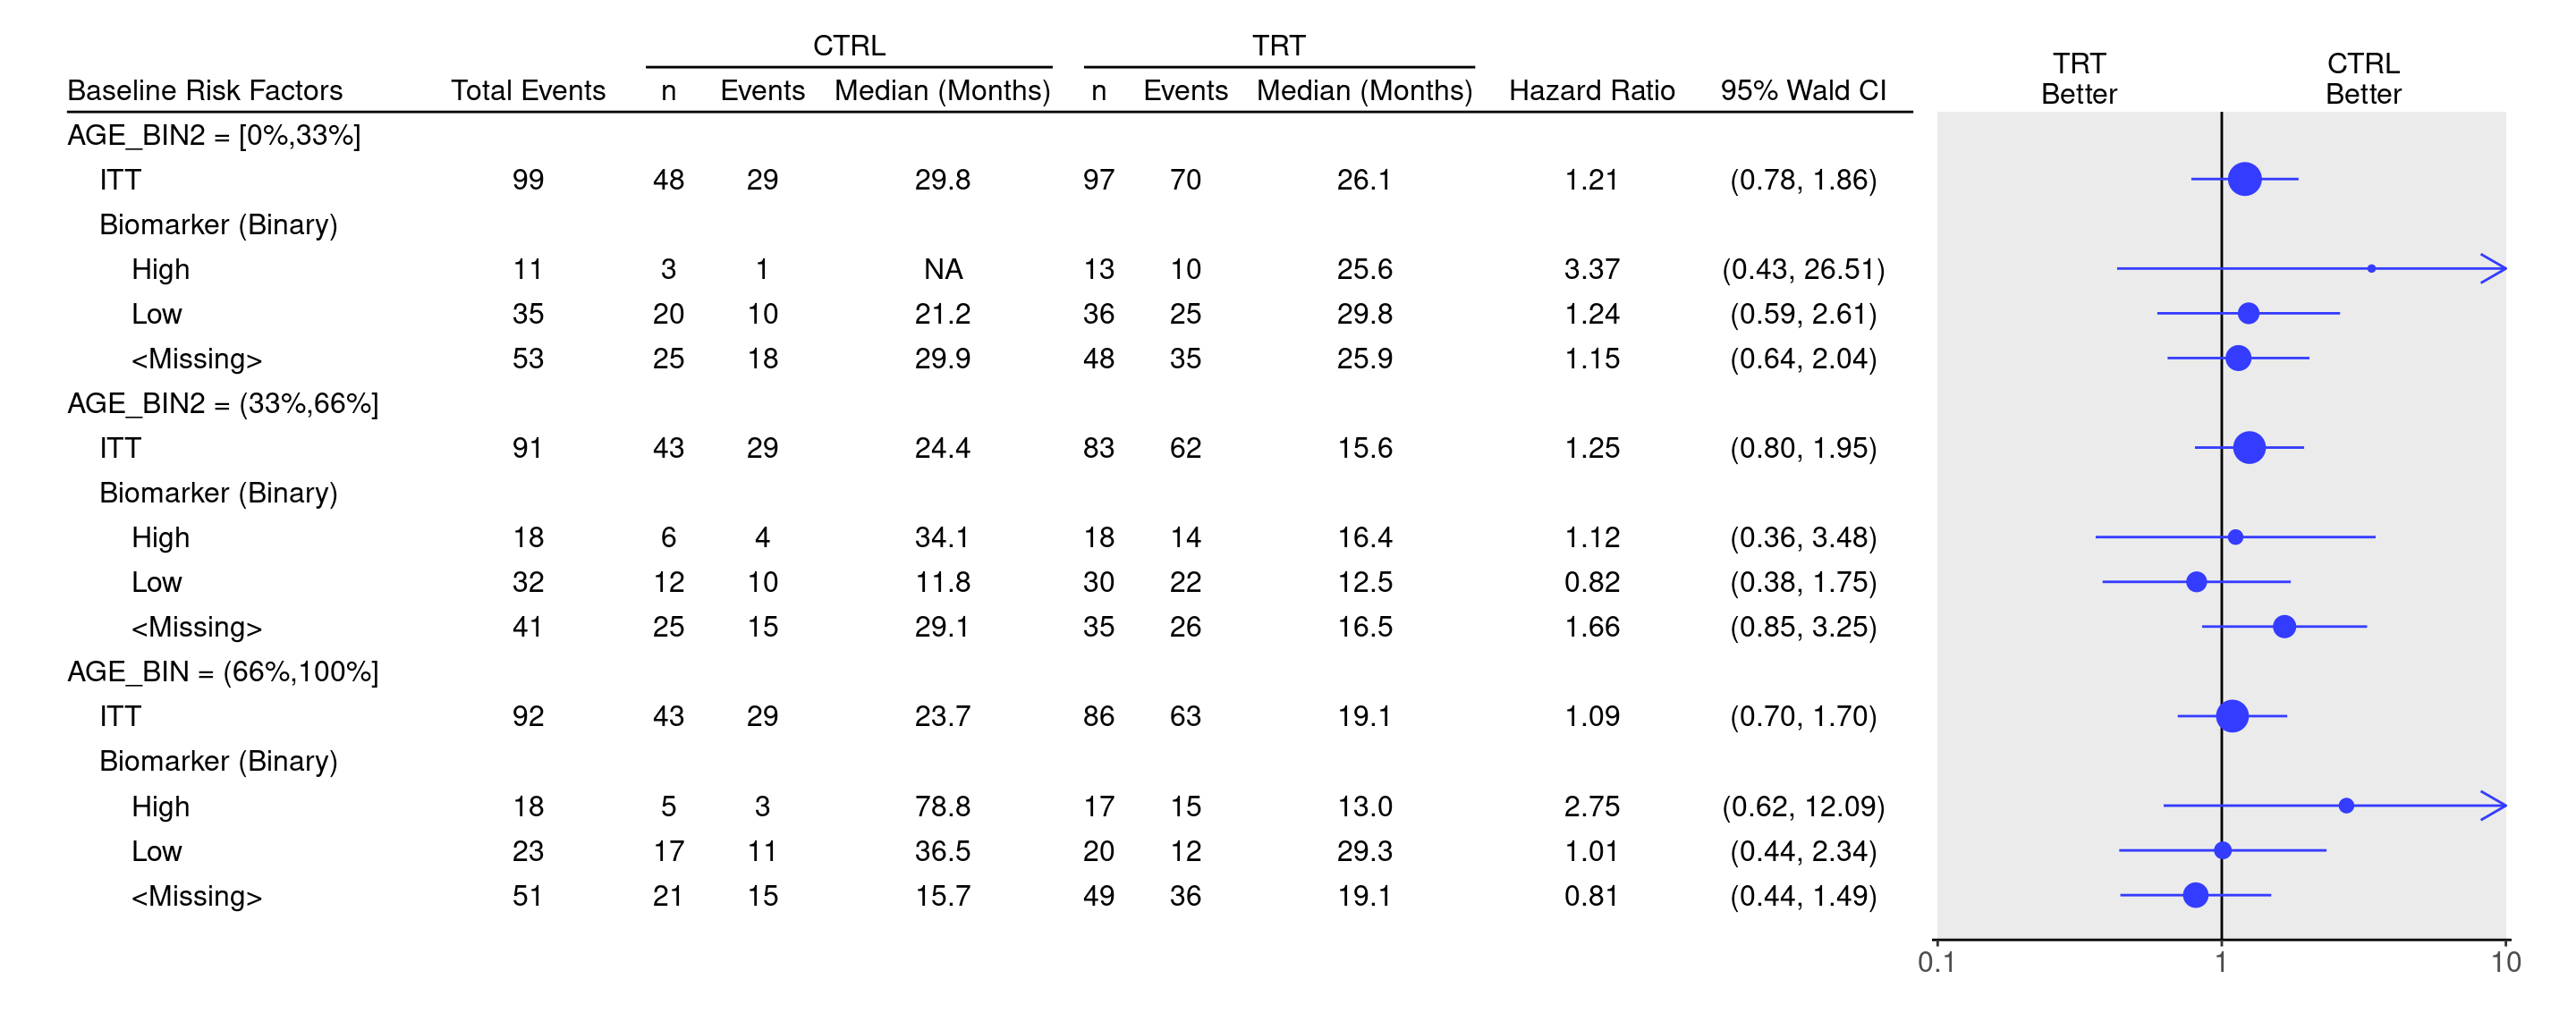 CTRL TRT
TRT CTRL
Baseline Risk Factors Total Events n Events Median (Months) n Events Median (Months) Hazard Ratio 95% Wald CI Better Better
AGE_BIN2 = [0%,33%]
ITT 99 48 29 29.8 97 70 26.1 1.21 (0.78, 1.86)
Biomarker (Binary)
High 11 3 1 NA 13 10 25.6 3.37 (0.43, 26.51)
Low 35 20 10 21.2 36 25 29.8 1.24 (0.59, 2.61)
<Missing> 53 25 18 29.9 48 35 25.9 1.15 (0.64, 2.04)
AGE_BIN2 = (33%,66%]
ITT 91 43 29 24.4 83 62 15.6 1.25 (0.80, 1.95)
Biomarker (Binary)
High 18 6 4 34.1 18 14 16.4 1.12 (0.36, 3.48)
Low 32 12 10 11.8 30 22 12.5 0.82 (0.38, 1.75)
<Missing> 41 25 15 29.1 35 26 16.5 1.66 (0.85, 3.25)
AGE_BIN = (66%,100%]
ITT 92 43 29 23.7 86 63 19.1 1.09 (0.70, 1.70)
Biomarker (Binary)
High 18 5 3 78.8 17 15 13.0 2.75 (0.62, 12.09)
Low 23 17 11 36.5 20 12 29.3 1.01 (0.44, 2.34)
<Missing> 51 21 15 15.7 49 36 19.1 0.81 (0.44, 1.49)
0.1 1 10